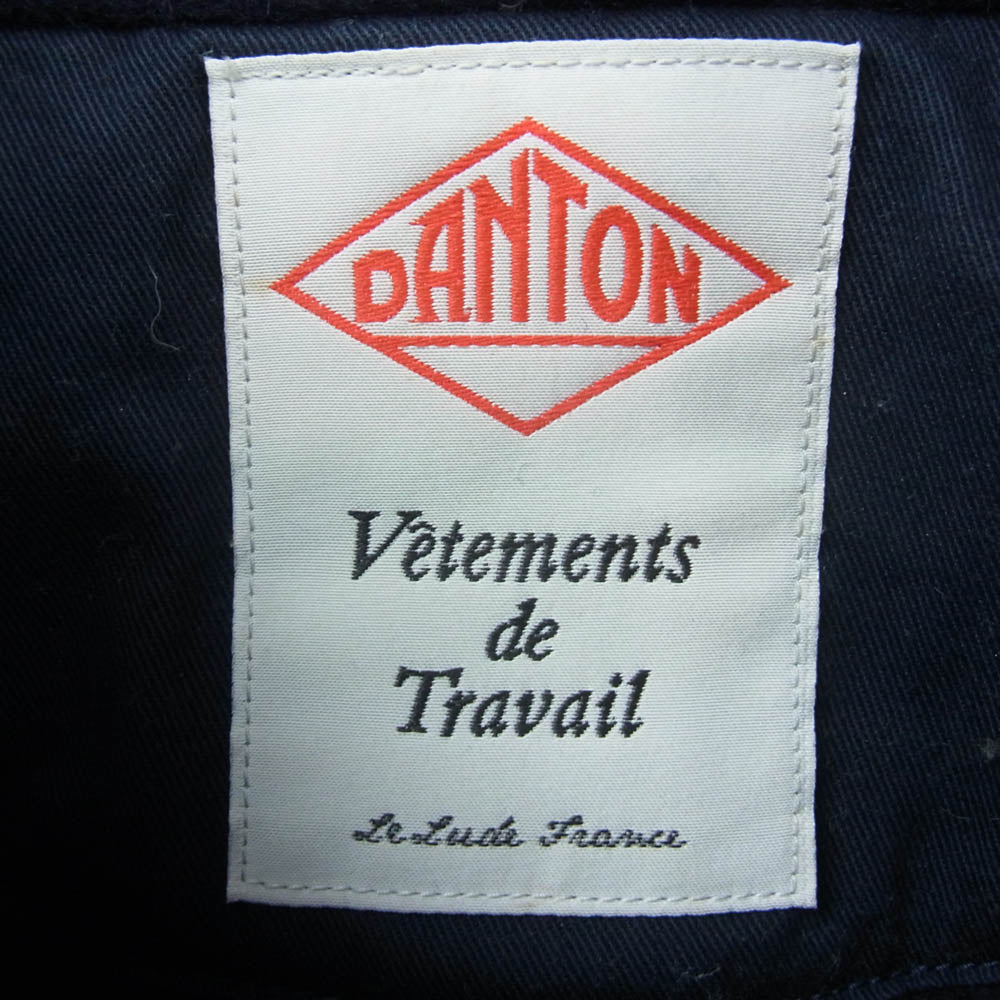 DANTON
Vêtements
de
Travail
Le Lude France